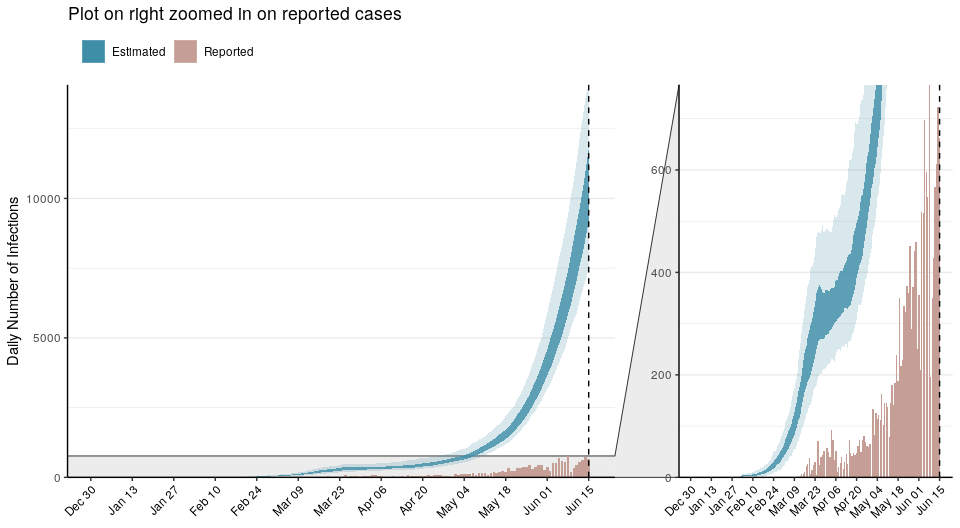 Plot on right zoomed in on reported cases
Estimated Reported
Daily Number of Infections
10000
5000
0
Dec 30 Jan 13 Jan 27 Feb 10 Feb 24 Mar 09 Mar 23 Apr 06 Apr 20 May 04 May 18 Jun 01 Jun 15
600
400
200
0
Dec 30 Jan 13 Jan 27 Feb 10 Feb 24 Mar 09 Mar 23 Apr 06 Apr 20 May 04 May 18 Jun 01 Jun 15